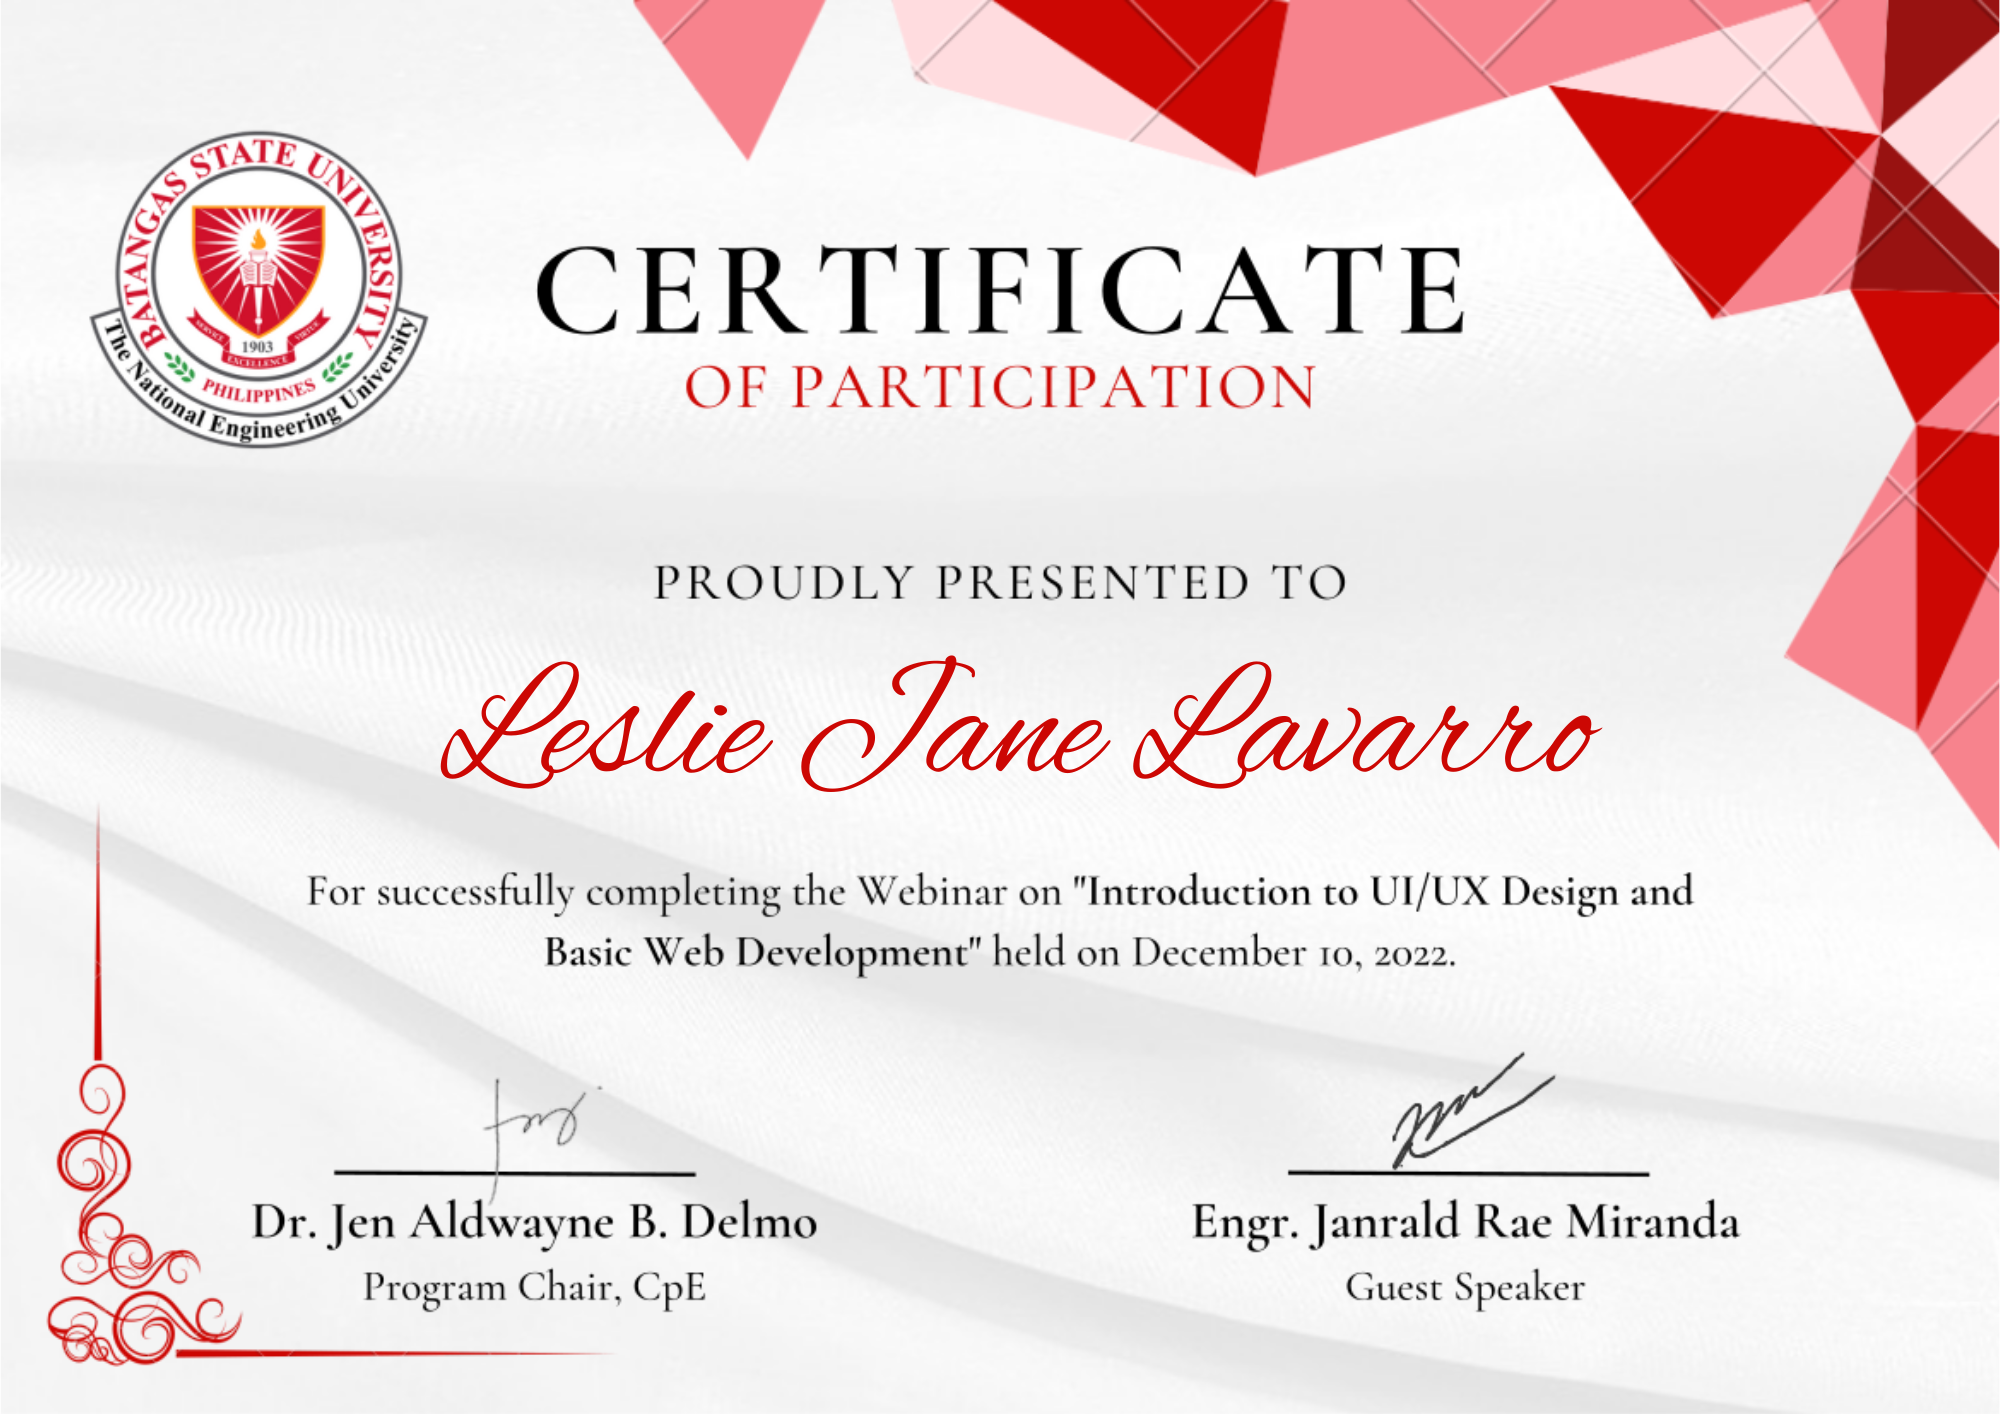 BATANGAS STATE UNIVERSITY
SERVICE EXCELLENCE VIRTUE
1903
PHILIPPINES
The National Engineering University
CERTIFICATE
OF PARTICIPATION
PROUDLY PRESENTED TO
Leslie Jane Lavarro
For successfully completing the Webinar on "Introduction to UI/UX Design and
Basic Web Development" held on December 10, 2022.
Dr. Jen Aldwayne B. Delmo
Program Chair, CpE
Engr. Janrald Rae Miranda
Guest Speaker